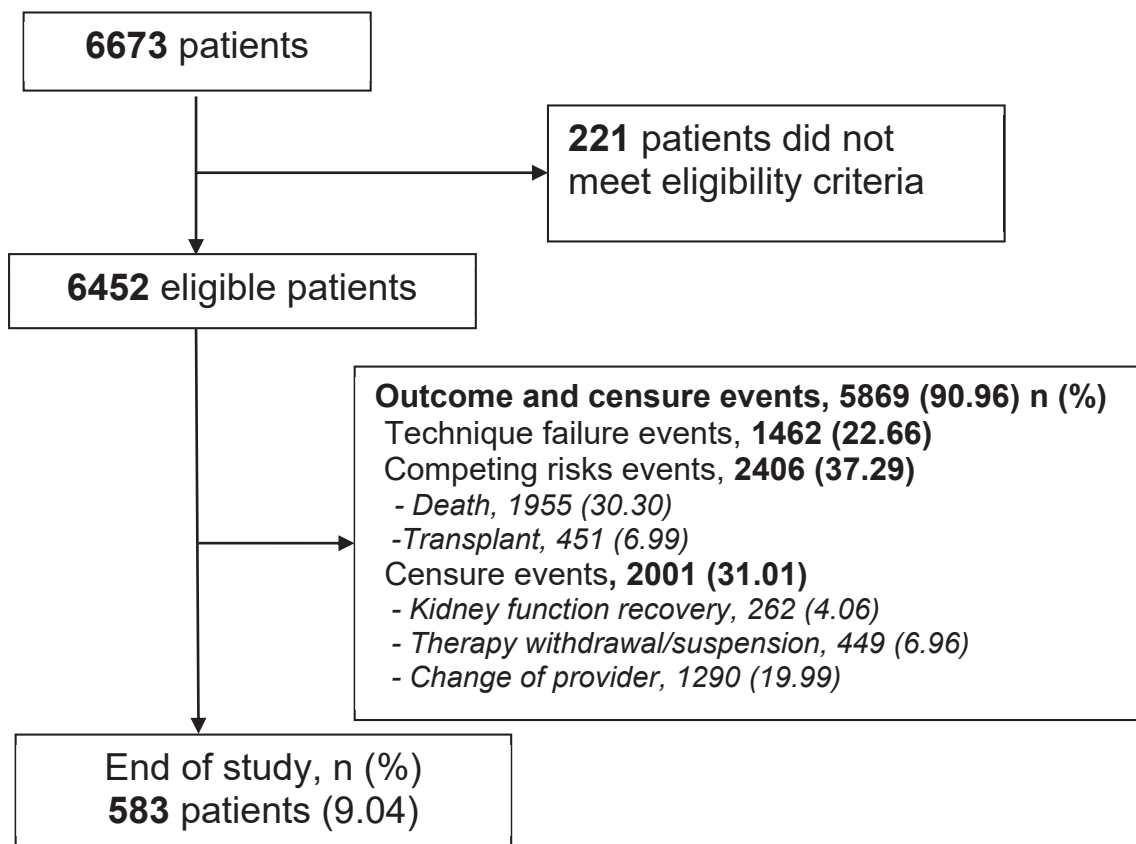 6673 patients
221 patients did not
meet eligibility criteria
6452 eligible patients
Outcome and censure events, 5869 (90.96) n (%)
Technique failure events, 1462 (22.66)
Competing risks events, 2406 (37.29)
- Death, 1955 (30.30)
-Transplant, 451 (6.99)
Censure events, 2001 (31.01)
- Kidney function recovery, 262 (4.06)
- Therapy withdrawal/suspension, 449 (6.96)
- Change of provider, 1290 (19.99)
End of study, n (%)
583 patients (9.04)